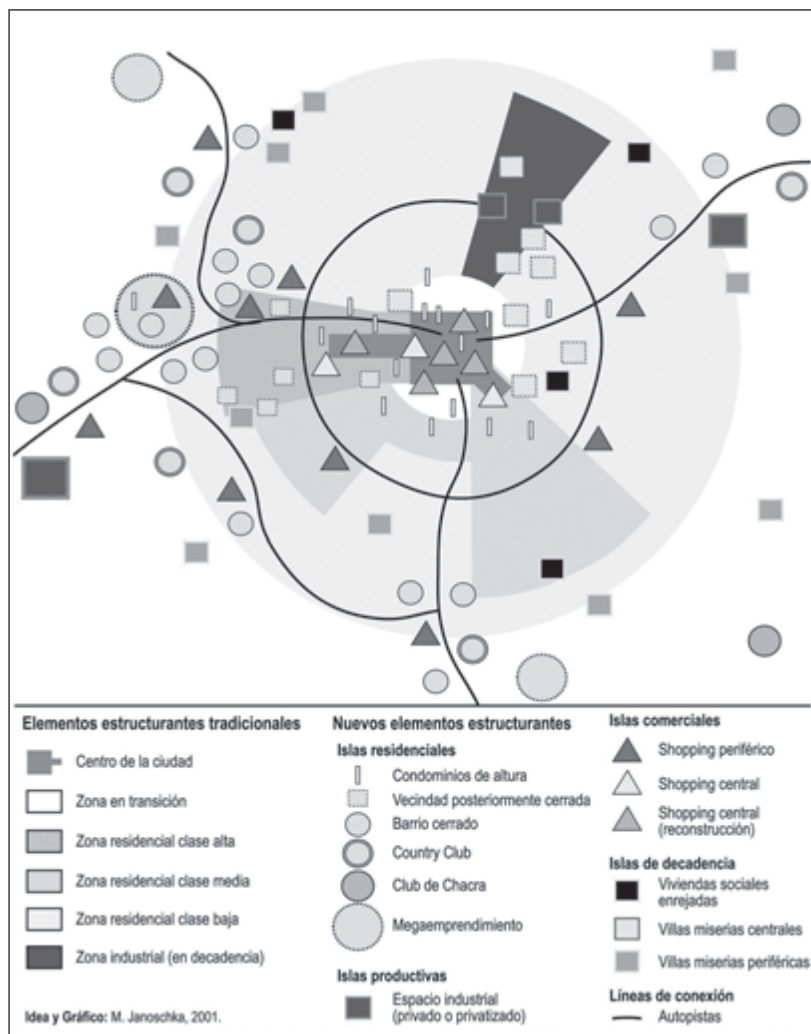 Elementos estructurantes tradicionales
Centro de la ciudad
Zona en transición
Zona residencial clase alta
Zona residencial clase media
Zona residencial clase baja
Zona industrial (en decadencia)
Idea y Gráfico: M. Janoschka, 2001.
Nuevos elementos estructurantes
Islas residenciales
Condominios de altura
Vecindad posteriormente cerrada
Barrio cerrado
Country Club
Club de Chacra
Megaemprendimiento
Islas productivas
Espacio industrial
(privado o privatizado)
Islas comerciales
Shopping periférico
Shopping central
Shopping central
(reconstrucción)
Islas de decadencia
Viviendas sociales
enrejadas
Villas miserias centrales
Villas miserias periféricas
Líneas de conexión
Autopistas